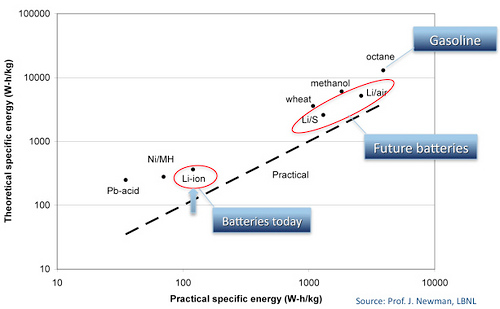 100000
Gasoline
octane
10000
methanol
Li/air
wheat
Li/S
1000
Future batteries
Ni/MH
Practical
Li-ion
Pb-acid
100
Batteries today
10
10
100
1000
10000
Theoretical specific energy (W-h/kg)
Practical specific energy (W-h/kg)
Source: Prof. J. Newman, LBNL